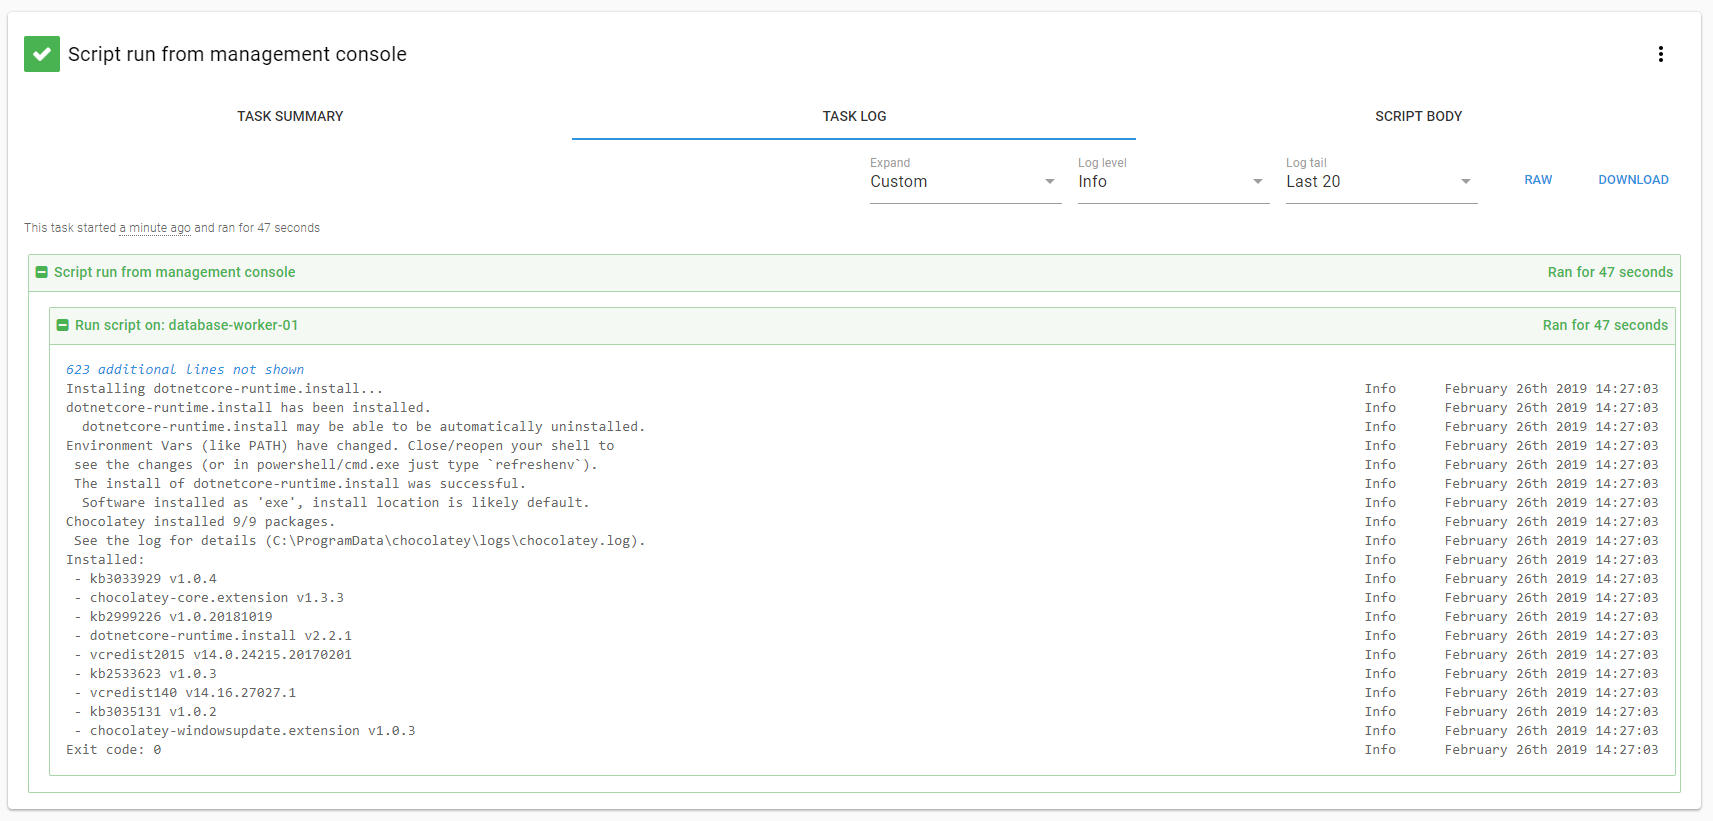 Script run from management console
TASK SUMMARY TASK LOG SCRIPT BODY
Expand Log level Log tail
Custom Info Last 20 RAW DOWNLOAD
This task started a minute ago and ran for 47 seconds
Script run from management console Ran for 47 seconds
Run script on: database-worker-01 Ran for 47 seconds
623 additional lines not shown
Installing dotnetcore-runtime.install... Info February 26th 2019 14:27:03
dotnetcore-runtime.install has been installed. Info February 26th 2019 14:27:03
dotnetcore-runtime.install may be able to be automatically uninstalled. Info February 26th 2019 14:27:03
Environment Vars (like PATH) have changed. Close/reopen your shell to Info February 26th 2019 14:27:03
see the changes (or in powershell/cmd.exe just type `refreshenv`). Info February 26th 2019 14:27:03
The install of dotnetcore-runtime.install was successful. Info February 26th 2019 14:27:03
Software installed as 'exe', install location is likely default. Info February 26th 2019 14:27:03
Chocolatey installed 9/9 packages. Info February 26th 2019 14:27:03
See the log for details (C:\ProgramData\chocolatey\logs\chocolatey.log). Info February 26th 2019 14:27:03
Installed: Info February 26th 2019 14:27:03
- kb3033929 v1.0.4 Info February 26th 2019 14:27:03
- chocolatey-core.extension v1.3.3 Info February 26th 2019 14:27:03
- kb2999226 v1.0.20181019 Info February 26th 2019 14:27:03
- dotnetcore-runtime.install v2.2.1 Info February 26th 2019 14:27:03
- vcredist2015 v14.0.24215.20170201 Info February 26th 2019 14:27:03
- kb2533623 v1.0.3 Info February 26th 2019 14:27:03
- vcredist140 v14.16.27027.1 Info February 26th 2019 14:27:03
- kb3035131 v1.0.2 Info February 26th 2019 14:27:03
- chocolatey-windowsupdate.extension v1.0.3 Info February 26th 2019 14:27:03
Exit code: 0 Info February 26th 2019 14:27:03